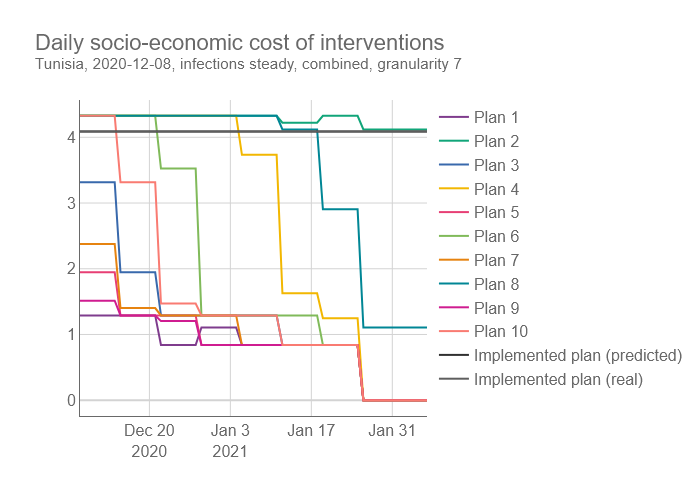 Daily socio-economic cost of interventions
Tunisia, 2020-12-08, infections steady, combined, granularity 7
4
3
2
1
0
Dec 20
2020
Jan 3
2021
Jan 17
Jan 31
Plan 1
Plan 2
Plan 3
Plan 4
Plan 5
Plan 6
Plan 7
Plan 8
Plan 9
Plan 10
Implemented plan (predicted)
Implemented plan (real)